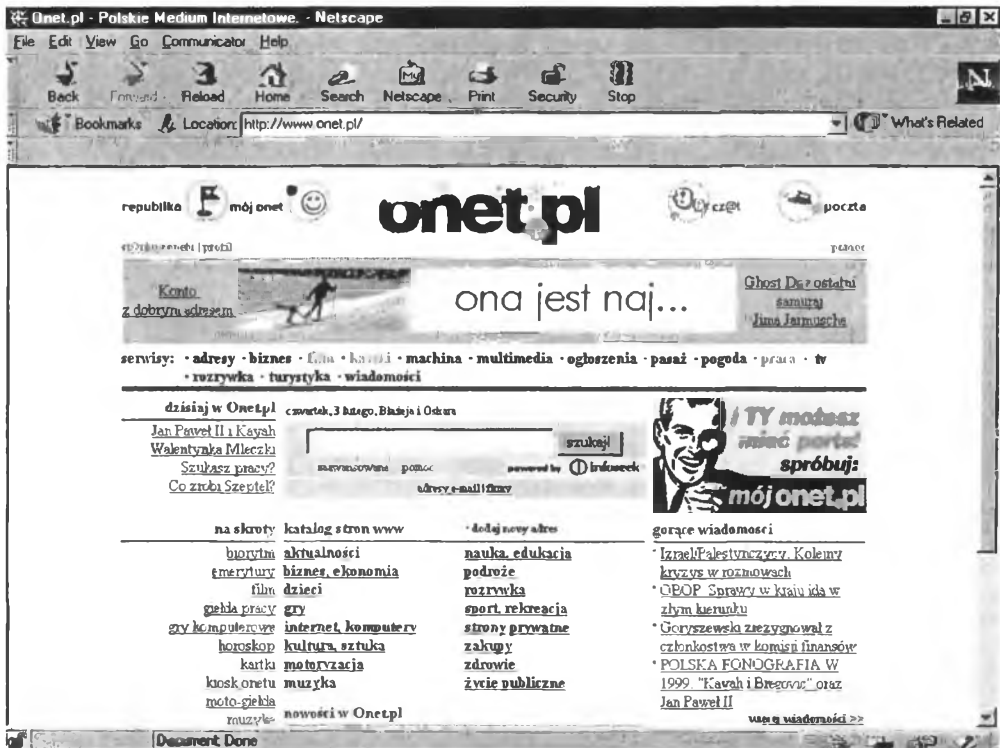 Onet.pl - Polskie Medium Internetowe. - Netscape
File Edit View Go Communicator Help
Back Forward Reload Home Search Netscape Print Security Stop
Bookmarks Location: http://www.onet.pl/ What's Related
republika mój onet onet.pl czat poczta
profil pomoc
Konto
z dobrym adresem
ona jest naj...
Ghost Dog ostatni
samuraj
Jima Jarmuscha
serwisy: · adresy · biznes · film · kawały · machina · multimedia · ogłoszenia · pasaż · pogoda · praca · tv
· rozrywka · turystyka · wiadomości
dzisiaj w Onet.pl
Jan Paweł II i Kayah
Walentynka Mleczki
Szukasz pracy?
Co zrobi Szeptel?
czwartek, 3 lutego, Błażeja i Oskara
szukaj!
zaawansowane pomoc powered by infoseek
adresy e-mail i firmy
i TY możesz
mieć portal
spróbuj:
mój onet.pl
na skróty
biorytm
emerytury
film
giełda pracy
gry komputerowe
horoskop
kartki
kiosk onetu
moto-giełda
muzyka
katalog stron www · dodaj nowy adres
aktualności nauka, edukacja
biznes, ekonomia podróże
dzieci rozrywka
gry sport, rekreacja
internet, komputery strony prywatne
kultura, sztuka zakupy
motoryzacja zdrowie
muzyka życie publiczne
nowości w Onet.pl
gorące wiadomości
· Izrael/Palestyńczycy. Kolejny
kryzys w rozmowach
· OBOP: Sprawy w kraju idą w
złym kierunku
· Goryszewski zrezygnował z
członkostwa w komisji finansów
· POLSKA FONOGRAFIA W
1999. "Kayah i Bregovic" oraz
Jan Paweł II
więcej wiadomości >>
Document: Done